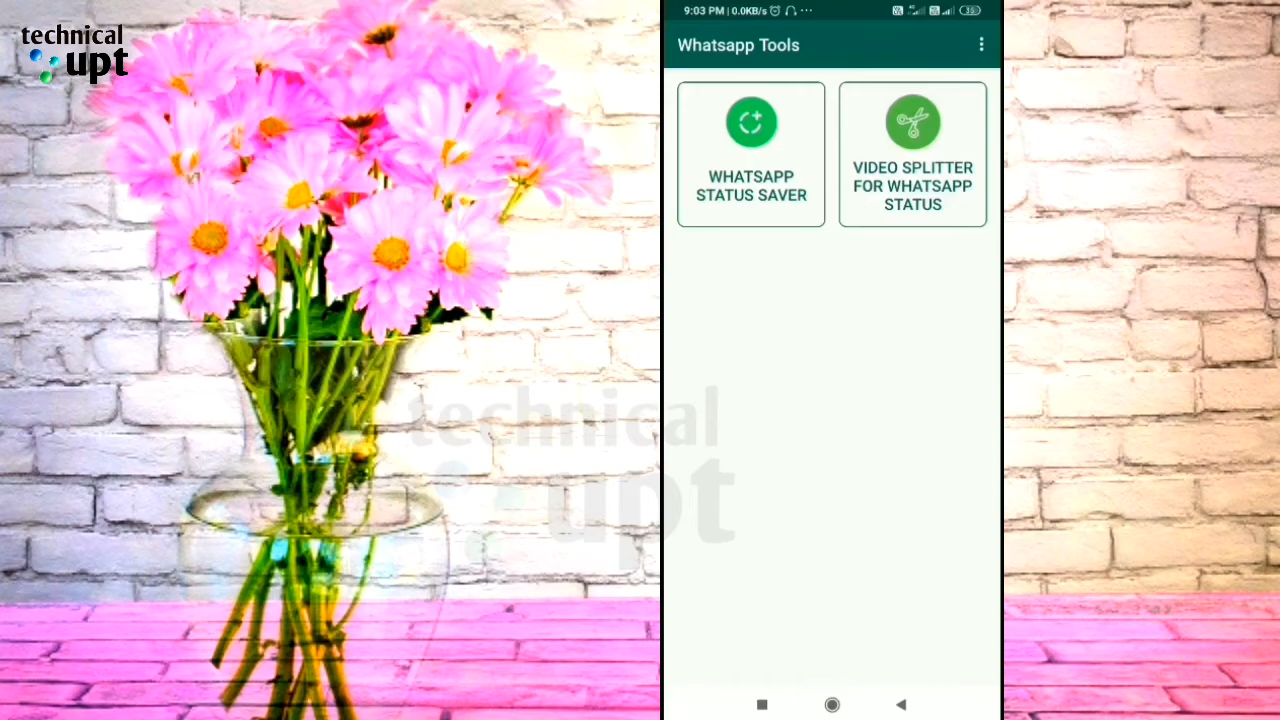 technical
upt
9:03 PM | 0.0KB/s
Whatsapp Tools
WHATSAPP
STATUS SAVER
VIDEO SPLITTER
FOR WHATSAPP
STATUS
technical
upt